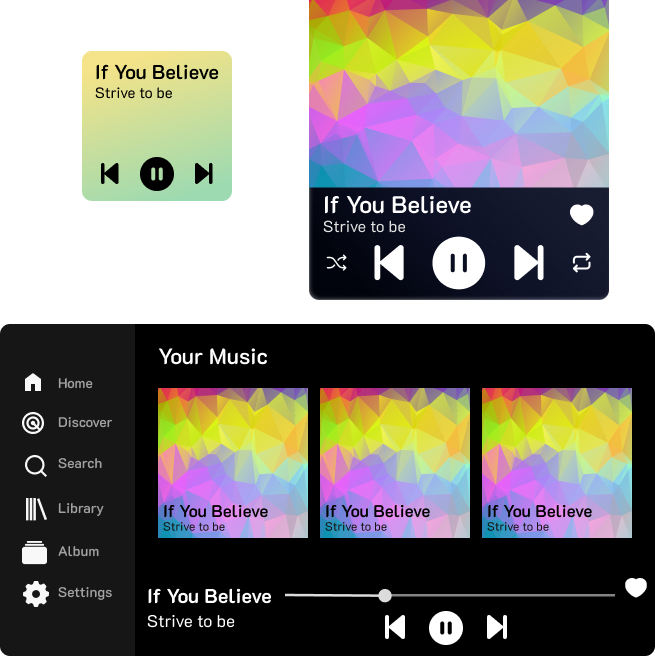 If You Believe
Strive to be
If You Believe
Strive to be
Your Music
Home
Discover
Search
Library
Album
Settings
If You Believe
Strive to be
If You Believe
Strive to be
If You Believe
Strive to be
If You Believe
Strive to be